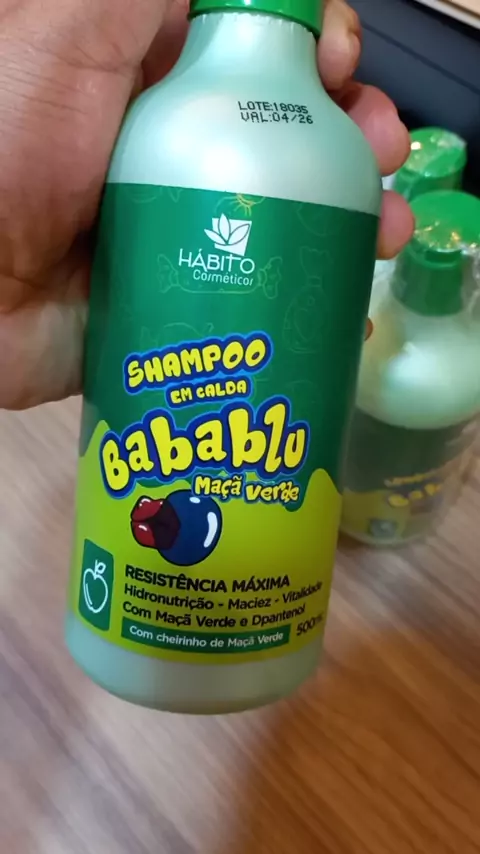 LOTE:18035
VAL:04/26
HÁBITO
Cosméticos
SHAMPOO
EM CALDA
Babablu
Maçã Verde
RESISTÊNCIA MÁXIMA
Hidronutrição - Maciez - Vitalidade
Com Maçã Verde e Dpantenol
Com cheirinho de Maçã Verde
500mL